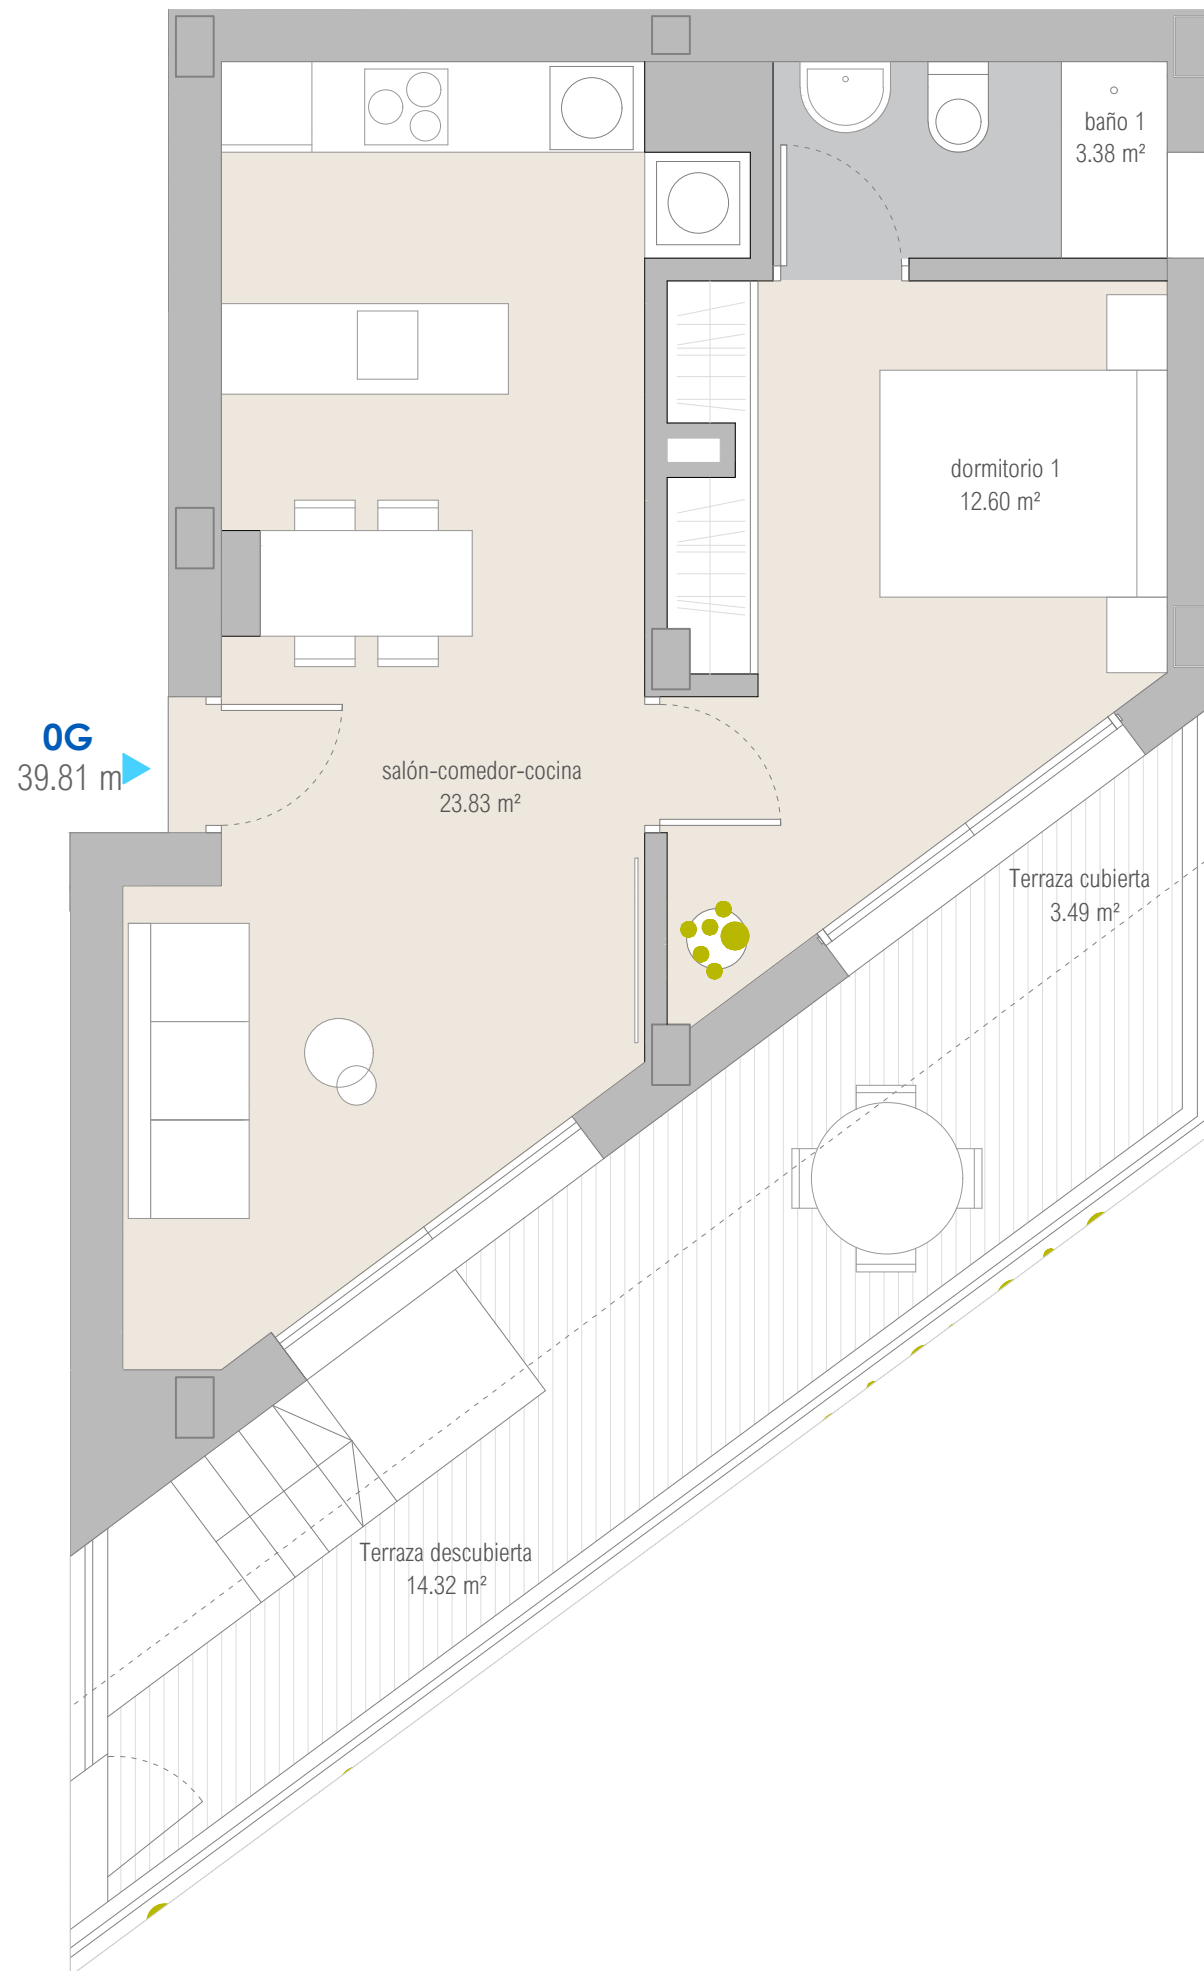 baño 1
3.38 m²
dormitorio 1
12.60 m²
0G
39.81 m
salón-comedor-cocina
23.83 m²
Terraza cubierta
3.49 m²
Terraza descubierta
14.32 m²